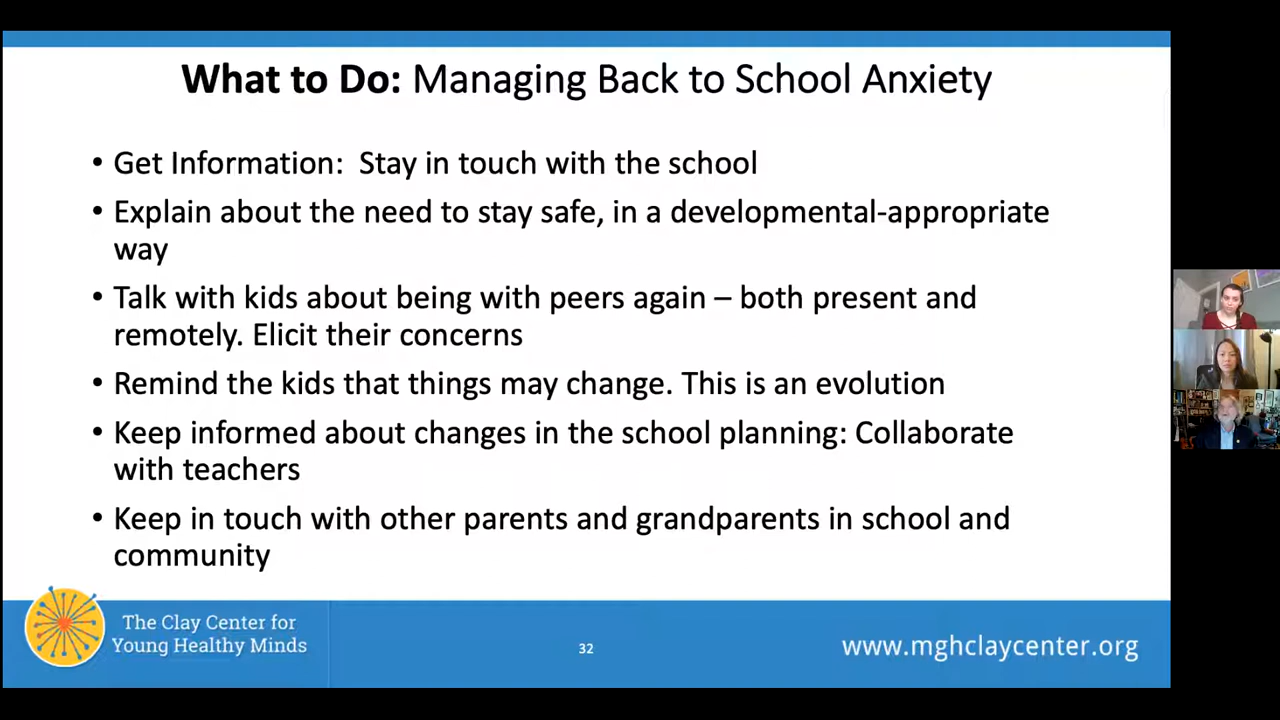 What to Do: Managing Back to School Anxiety
• Get Information: Stay in touch with the school
• Explain about the need to stay safe, in a developmental-appropriate
way
• Talk with kids about being with peers again – both present and
remotely. Elicit their concerns
• Remind the kids that things may change. This is an evolution
• Keep informed about changes in the school planning: Collaborate
with teachers
• Keep in touch with other parents and grandparents in school and
community
The Clay Center for
Young Healthy Minds
32
www.mghclaycenter.org